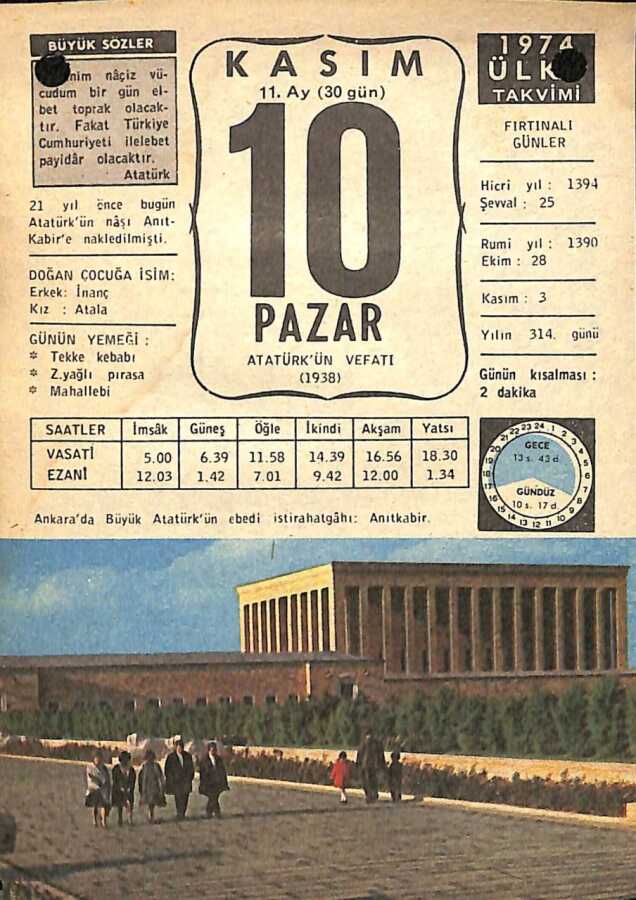 BÜYÜK SÖZLER
nim nâçiz vü-
cudum bir gün el-
bet toprak olacak-
tır. Fakat Türkiye
Cumhuriyeti ilelebet
payidâr olacaktır.
Atatürk
21 yıl önce bugün
Atatürk'ün nâşı Anıt-
Kabir'e nakledilmişti.
DOĞAN ÇOCUĞA İSİM:
Erkek: İnanç
Kız : Atala
GÜNÜN YEMEĞİ :
* Tekke kebabı
* Z.yağlı pırasa
* Mahallebi
KASIM
11. Ay (30 gün)
10
PAZAR
ATATÜRK'ÜN VEFATI
(1938)
1974
ÜLK
TAKVİMİ
FIRTINALI
GÜNLER
Hicri yıl : 1394
Şevval : 25
Rumi yıl : 1390
Ekim : 28
Kasım : 3
Yılın 314. günü
Günün kısalması :
2 dakika
SAATLER İmsâk Güneş Öğle İkindi Akşam Yatsı
VASATİ 5.00 6.39 11.58 14.39 16.56 18.30
EZANİ 12.03 1.42 7.01 9.42 12.00 1.34
GECE
13 s. 43 d.
GÜNDÜZ
10 s. 17 d.
Ankara'da Büyük Atatürk'ün ebedi istirahatgâhı: Anıtkabir.